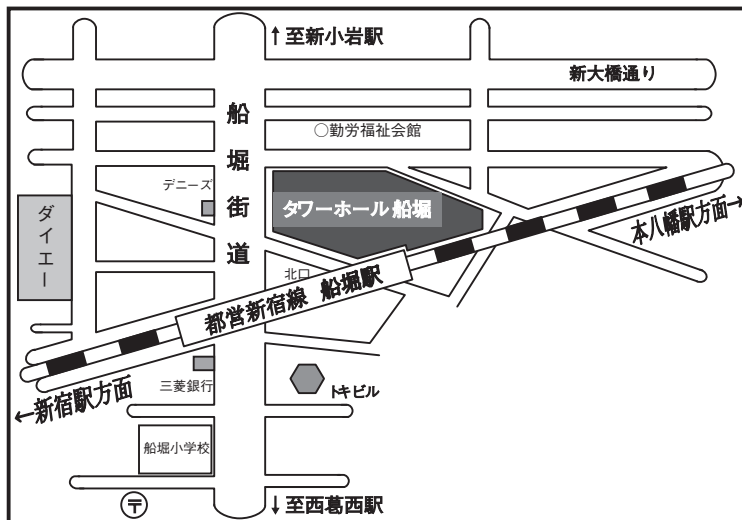 ↑至新小岩駅
新大橋通り
船堀街道
○勤労福祉会館
デニーズ
タワーホール船堀
ダイエー
本八幡駅方面→
北口
都営新宿線 船堀駅
三菱銀行
トキビル
←新宿駅方面
船堀小学校
〒
↓至西葛西駅